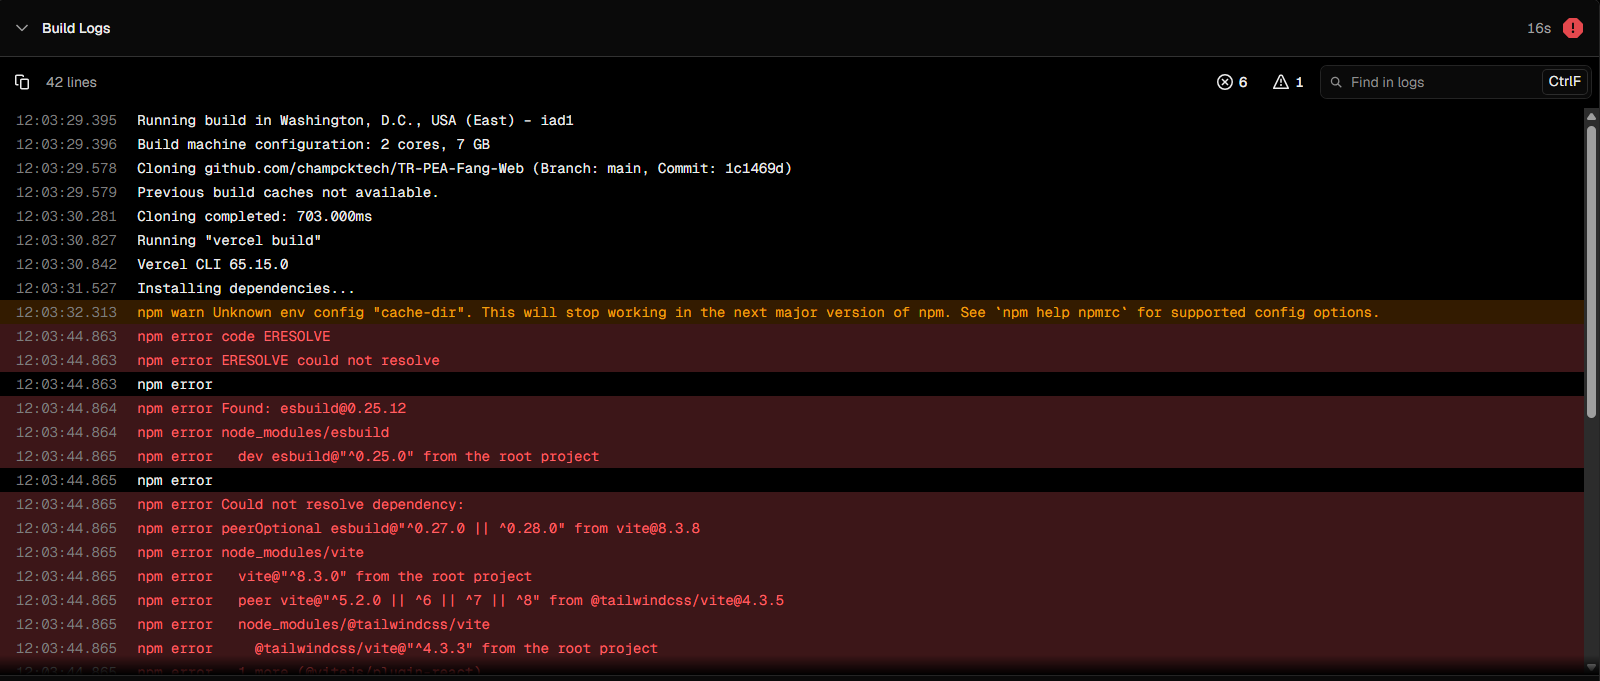 Build Logs
16s
42 lines
6
1
Find in logs
CtrlF
12:03:29.395 Running build in Washington, D.C., USA (East) – iad1
12:03:29.396 Build machine configuration: 2 cores, 7 GB
12:03:29.578 Cloning github.com/champcktech/TR-PEA-Fang-Web (Branch: main, Commit: 1c1469d)
12:03:29.579 Previous build caches not available.
12:03:30.281 Cloning completed: 703.000ms
12:03:30.827 Running "vercel build"
12:03:30.842 Vercel CLI 65.15.0
12:03:31.527 Installing dependencies...
12:03:32.313 npm warn Unknown env config "cache-dir". This will stop working in the next major version of npm. See `npm help npmrc` for supported config options.
12:03:44.863 npm error code ERESOLVE
12:03:44.863 npm error ERESOLVE could not resolve
12:03:44.863 npm error
12:03:44.864 npm error Found: esbuild@0.25.12
12:03:44.864 npm error node_modules/esbuild
12:03:44.865 npm error   dev esbuild@"^0.25.0" from the root project
12:03:44.865 npm error
12:03:44.865 npm error Could not resolve dependency:
12:03:44.865 npm error peerOptional esbuild@"^0.27.0 || ^0.28.0" from vite@8.3.8
12:03:44.865 npm error node_modules/vite
12:03:44.865 npm error   vite@"^8.3.0" from the root project
12:03:44.865 npm error   peer vite@"^5.2.0 || ^6 || ^7 || ^8" from @tailwindcss/vite@4.3.5
12:03:44.865 npm error   node_modules/@tailwindcss/vite
12:03:44.865 npm error     @tailwindcss/vite@"^4.3.3" from the root project
12:03:44.865 npm error   1 more (@vitejs/plugin-react)